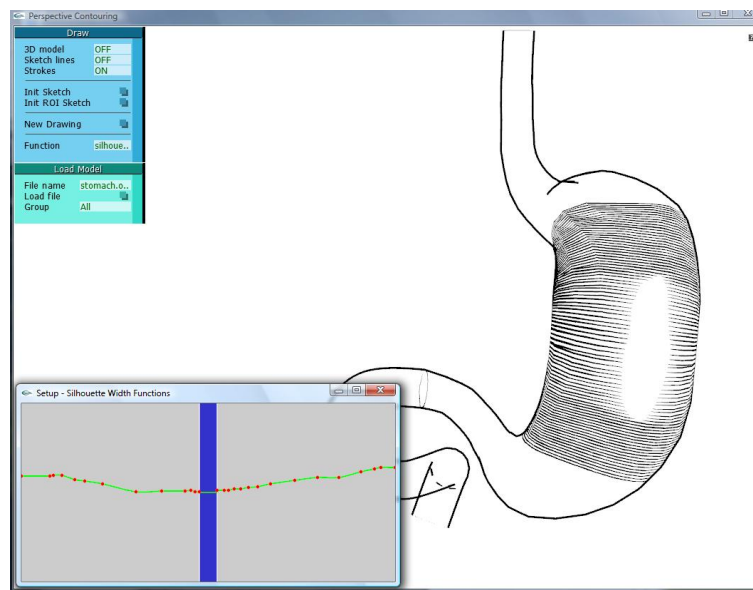 Perspective Contouring
Draw
3D model OFF
Sketch lines OFF
Strokes ON
Init Sketch
Init ROI Sketch
New Drawing
Function silhoue..
Load Model
File name stomach.o..
Load file
Group All
Setup - Silhouette Width Functions